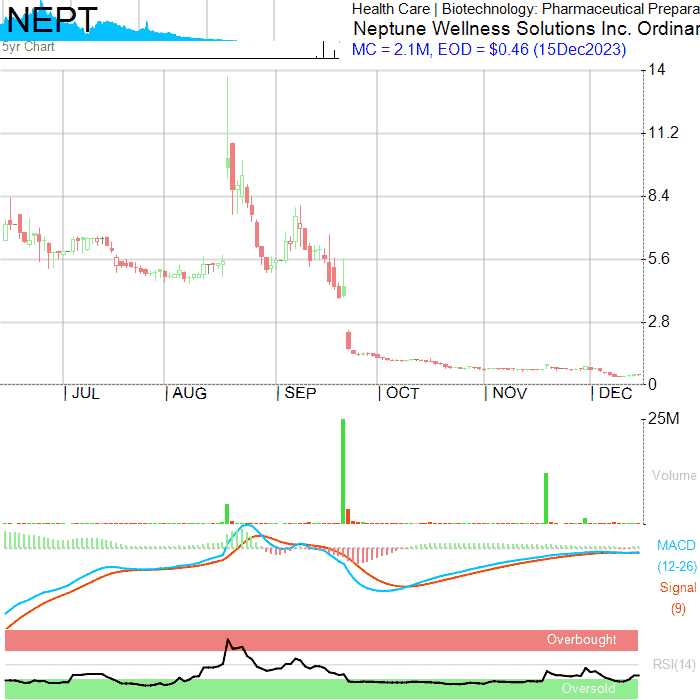 NEPT
5yr Chart
Health Care | Biotechnology: Pharmaceutical Prepara
Neptune Wellness Solutions Inc. Ordinar
MC = 2.1M, EOD = $0.46 (15Dec2023)
14
11.2
8.4
5.6
2.8
0
JUL AUG SEP OCT NOV DEC
25M
Volume
MACD
(12-26)
Signal
(9)
Overbought
RSI(14)
Oversold